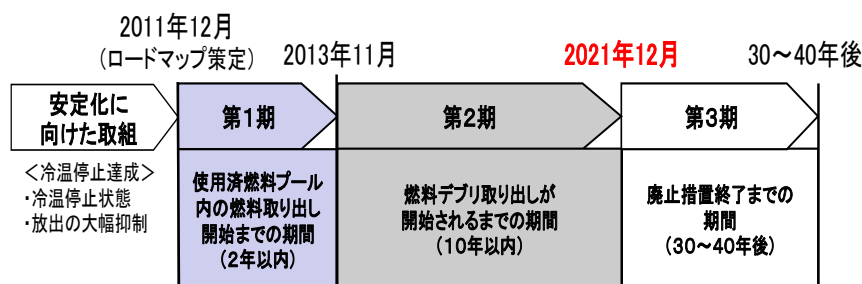 2011年12月
(ロードマップ策定)
2013年11月
2021年12月
30～40年後
安定化に
向けた取組
第1期
第2期
第3期
＜冷温停止達成＞
・冷温停止状態
・放出の大幅抑制
使用済燃料プール
内の燃料取り出し
開始までの期間
(2年以内)
燃料デブリ取り出しが
開始されるまでの期間
(10年以内)
廃止措置終了までの
期間
(30～40年後)